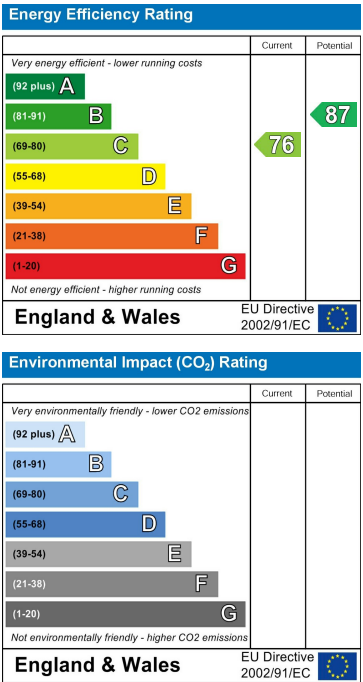 Energy Efficiency Rating
Current Potential
Very energy efficient - lower running costs
(92 plus) A
(81-91) B
87
(69-80) C
76
(55-68) D
(39-54) E
(21-38) F
(1-20) G
Not energy efficient - higher running costs
England & Wales
EU Directive
2002/91/EC
Environmental Impact (CO₂) Rating
Current Potential
Very environmentally friendly - lower CO2 emissions
(92 plus) A
(81-91) B
(69-80) C
(55-68) D
(39-54) E
(21-38) F
(1-20) G
Not environmentally friendly - higher CO2 emissions
England & Wales
EU Directive
2002/91/EC